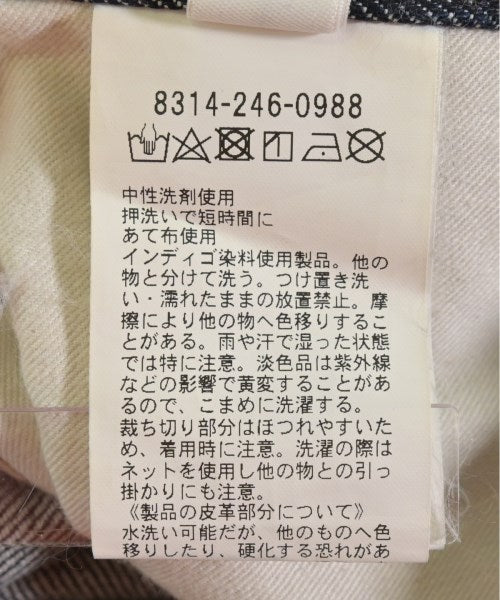 8314-246-0988
中性洗剤使用
押洗いで短時間に
あて布使用
インディゴ染料使用製品。他の
物と分けて洗う。つけ置き洗
い・濡れたままの放置禁止。摩
擦により他の物へ色移りするこ
とがある。雨や汗で湿った状態
では特に注意。淡色品は紫外線
などの影響で黄変することがあ
るので、こまめに洗濯する。
裁ち切り部分はほつれやすいた
め、着用時に注意。洗濯の際は
ネットを使用し他の物との引っ
掛かりにも注意。
《製品の皮革部分について》
水洗い可能だが、他のものへ色
移りしたり、硬化する恐れがあ